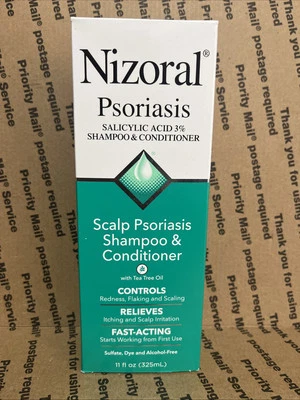 Nizoral®
Psoriasis
SALICYLIC ACID 3%
SHAMPOO & CONDITIONER
Scalp Psoriasis
Shampoo &
Conditioner
with Tea Tree Oil
CONTROLS
Redness, Flaking and Scaling
RELIEVES
Itching and Scalp Irritation
FAST-ACTING
Starts Working from First Use
Sulfate, Dye and Alcohol-Free
11 fl oz (325mL)
Thank you for using
Priority Mail® Service
Priority Mail® postage required